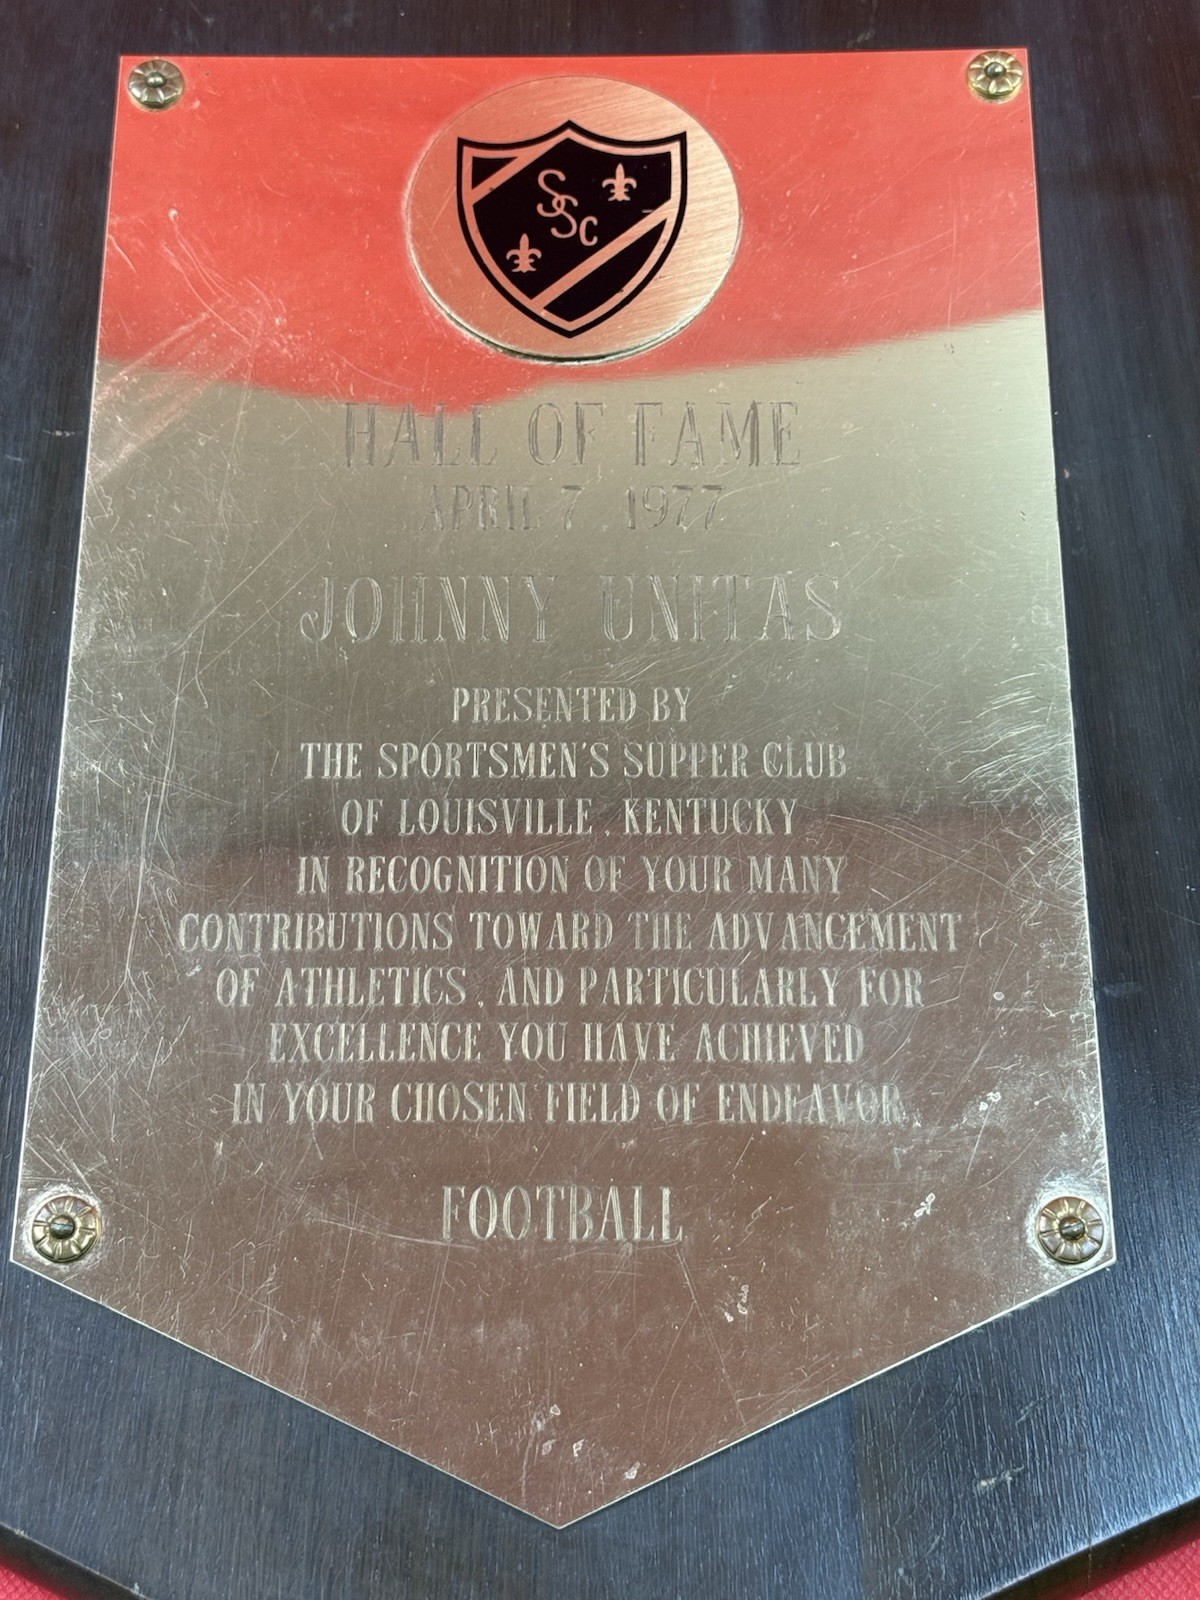 SSC
HALL OF FAME
APRIL 7, 1977
JOHNNY UNITAS
PRESENTED BY
THE SPORTSMEN'S SUPPER CLUB
OF LOUISVILLE, KENTUCKY
IN RECOGNITION OF YOUR MANY
CONTRIBUTIONS TOWARD THE ADVANCEMENT
OF ATHLETICS, AND PARTICULARLY FOR
EXCELLENCE YOU HAVE ACHIEVED
IN YOUR CHOSEN FIELD OF ENDEAVOR
FOOTBALL